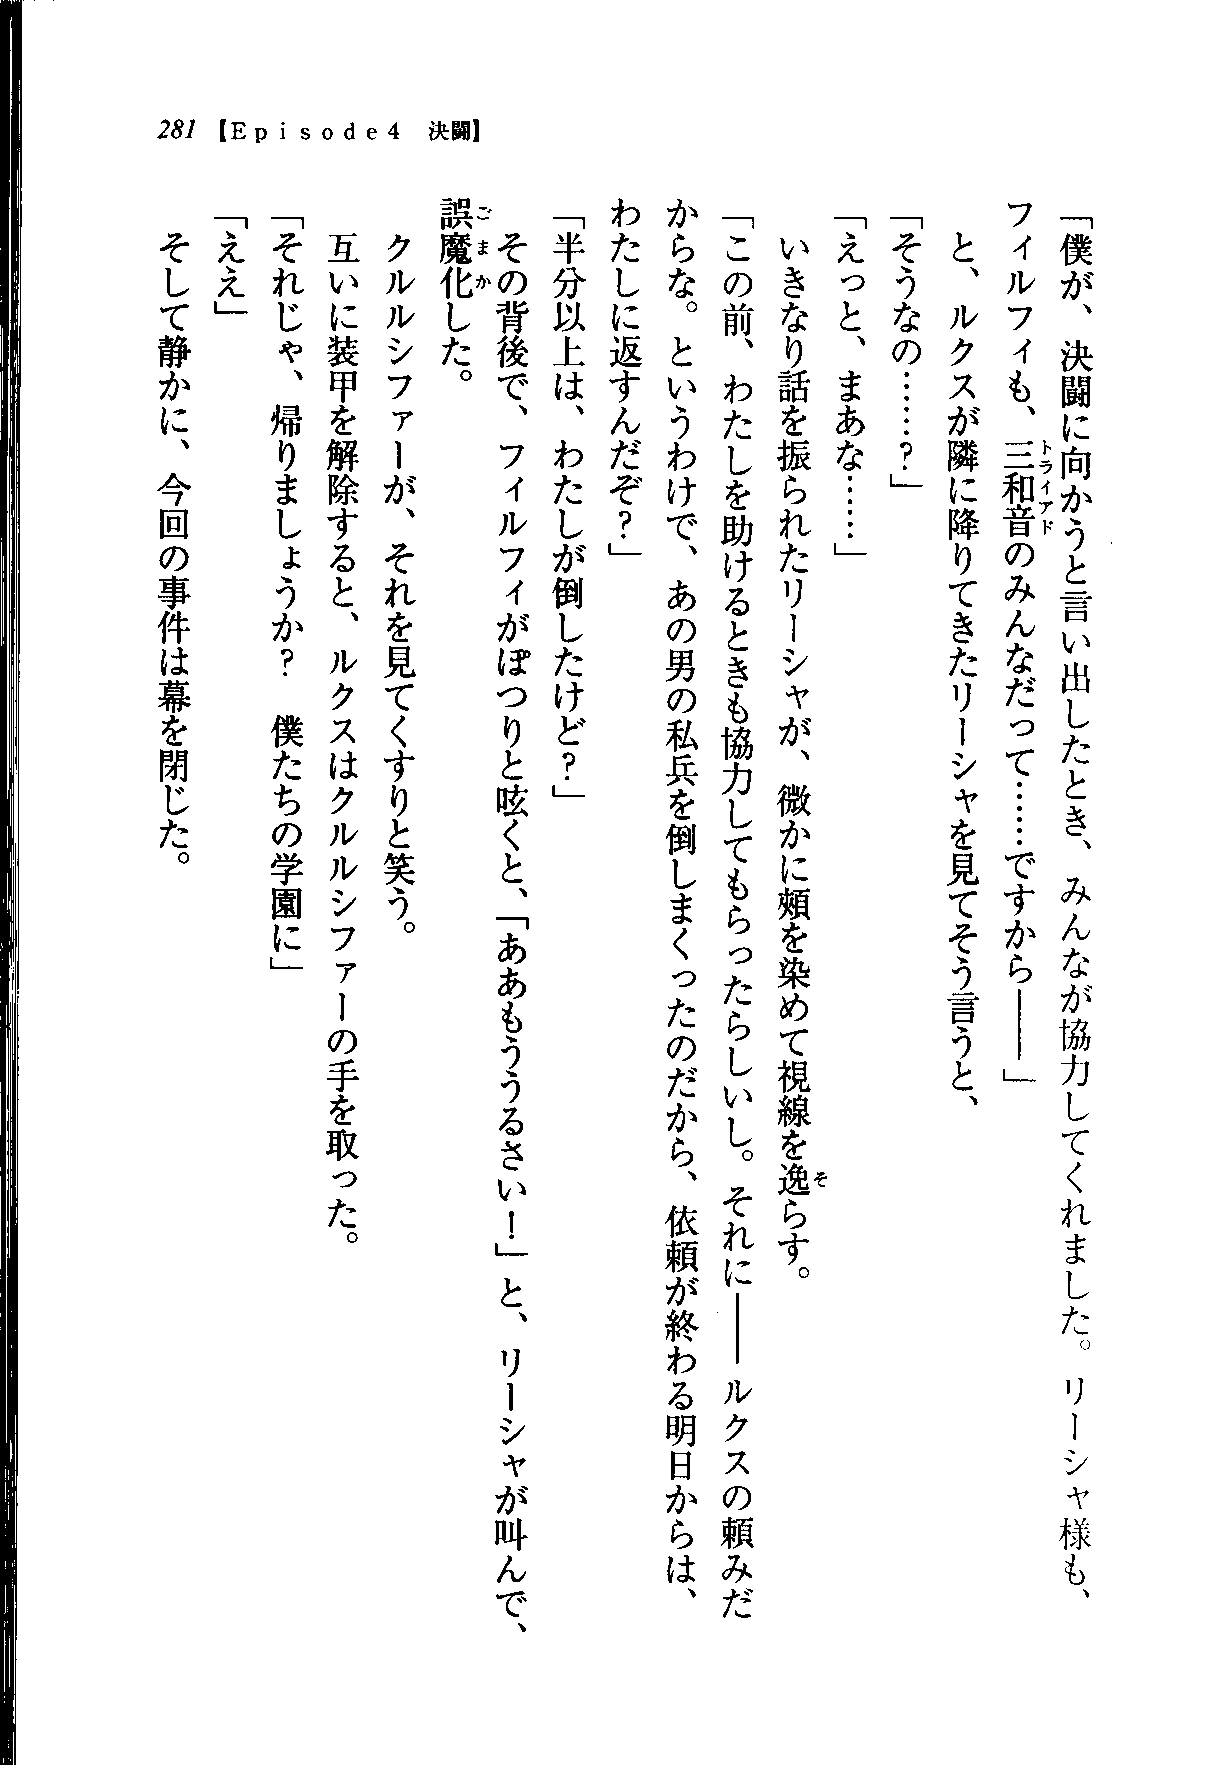 281【Episode4　決闘】
「僕が、決闘に向かうと言い出したとき、みんなが協力してくれました。リーシャ様も、
フィルフィも、三和音のみんなだって……ですから――」
トライアド
　と、ルクスが隣に降りてきたリーシャを見てそう言うと、
「そうなの……？」
「えっと、まあな……」
　いきなり話を振られたリーシャが、微かに頰を染めて視線を逸らす。
そ
「この前、わたしを助けるときも協力してもらったらしいし。それに――ルクスの頼みだ
からな。というわけで、あの男の私兵を倒しまくったのだから、依頼が終わる明日からは、
わたしに返すんだぞ？」
「半分以上は、わたしが倒したけど？」
　その背後で、フィルフィがぽつりと呟くと、「ああもううるさい！」と、リーシャが叫んで、
誤魔化した。
ごまか
　クルルシファーが、それを見てくすりと笑う。
　互いに装甲を解除すると、ルクスはクルルシファーの手を取った。
「それじゃ、帰りましょうか？　僕たちの学園に」
「ええ」
　そして静かに、今回の事件は幕を閉じた。